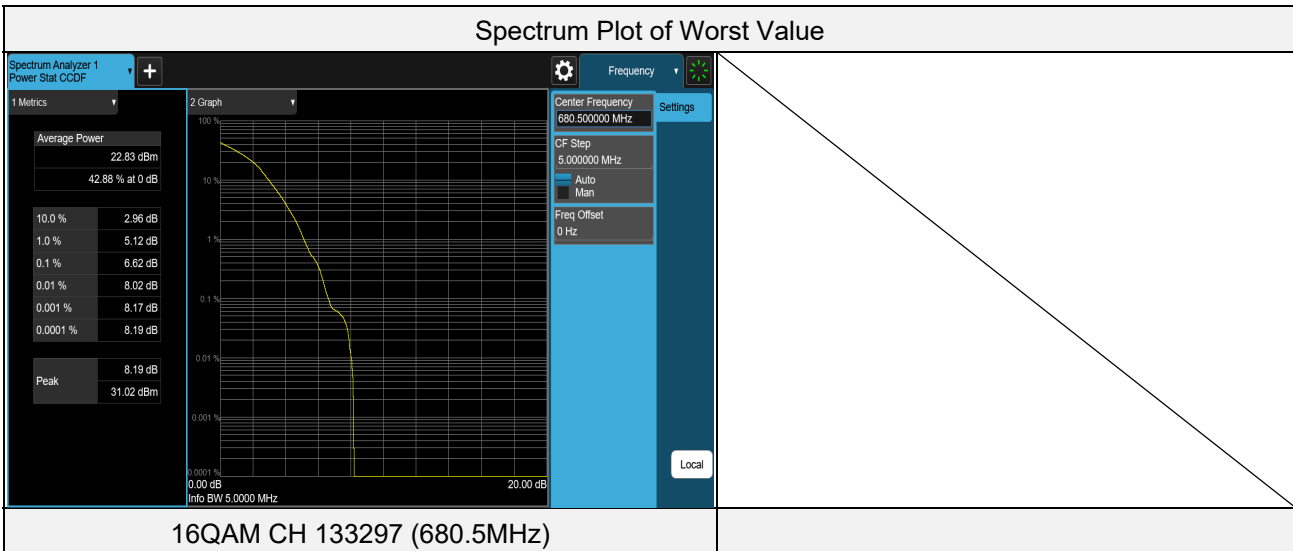 Spectrum Plot of Worst Value
Spectrum Analyzer 1
Power Stat CCDF
+
Frequency
1 Metrics
2 Graph
Average Power
22.83 dBm
42.88 % at 0 dB
10.0 % 2.96 dB
1.0 % 5.12 dB
0.1 % 6.62 dB
0.01 % 8.02 dB
0.001 % 8.17 dB
0.0001 % 8.19 dB
Peak 8.19 dB
31.02 dBm
100 %
10 %
1 %
0.1 %
0.01 %
0.001 %
0.0001 %
0.00 dB 20.00 dB
Info BW 5.0000 MHz
Center Frequency
680.500000 MHz
CF Step
5.000000 MHz
Auto
Man
Freq Offset
0 Hz
Settings
Local
16QAM CH 133297 (680.5MHz)